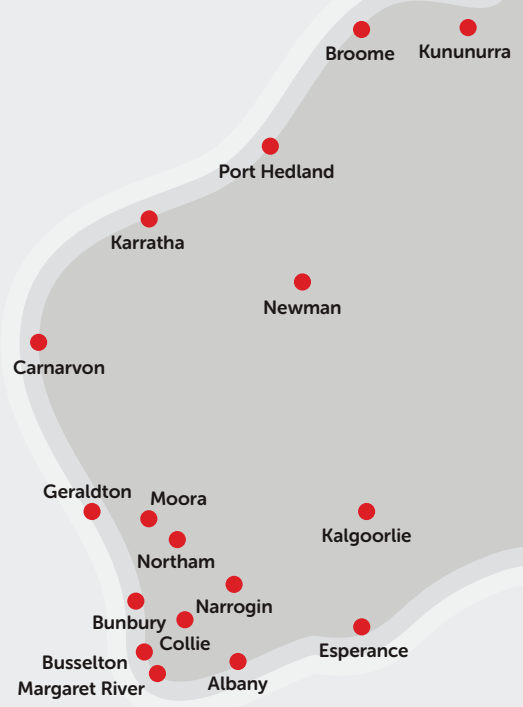 Kununurra
Broome
Port Hedland
Karratha
Newman
Carnarvon
Geraldton
Moora
Kalgoorlie
Northam
Narrogin
Bunbury
Collie
Esperance
Busselton
Albany
Margaret River